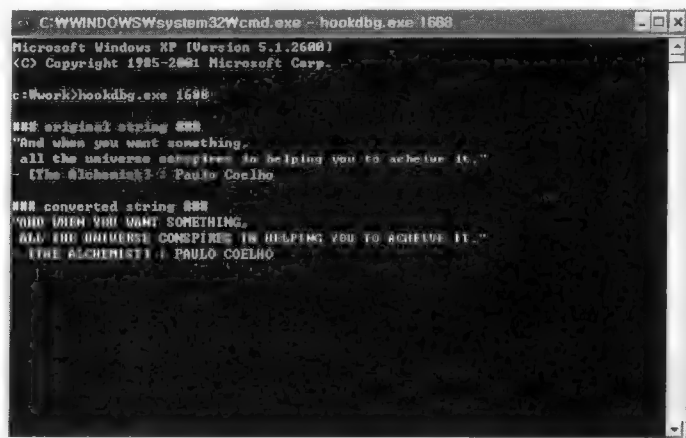 C:₩WINDOWS₩system32₩cmd.exe - hookdbg.exe 1668
Microsoft Windows XP [Version 5.1.2600]
(C) Copyright 1985-2001 Microsoft Corp.
c:₩work>hookdbg.exe
### original string ###
"And when you want something,
all the universe in helping you to acheive it."
- [The Alchemist] : Paulo Coelho
### converted string ###
"AND WHEN YOU WANT SOMETHING,
ALL THE UNIVERSE CONSPIRES IN HELPING YOU TO ACHEIVE IT."
[THE ALCHEMIST] : PAULO COELHO